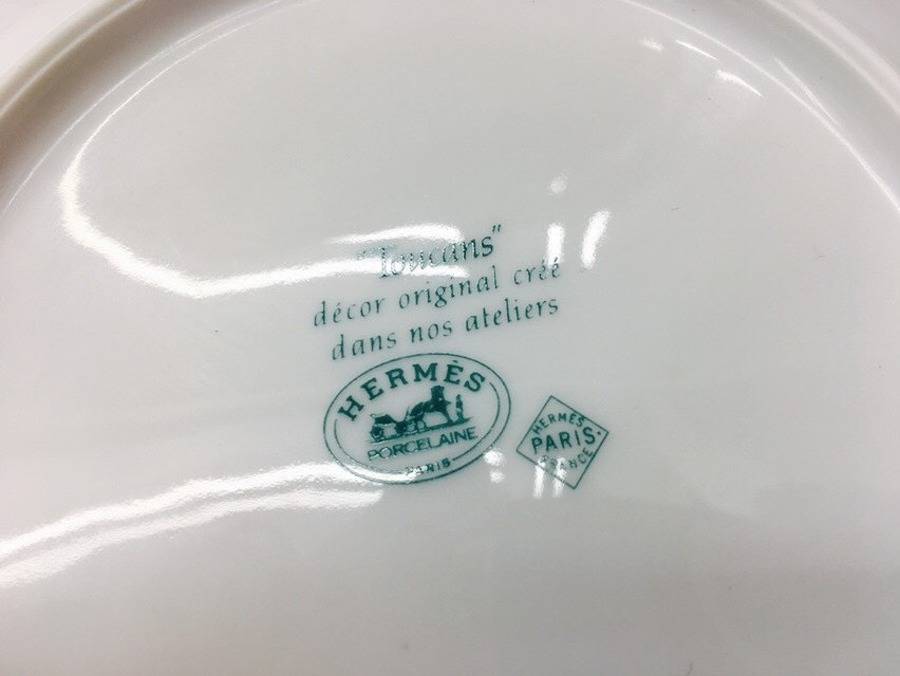 "Toucans"
décor original créé
dans nos ateliers
HERMÈS
PORCELAINE
PARIS
HERMÈS
PARIS
FRANCE